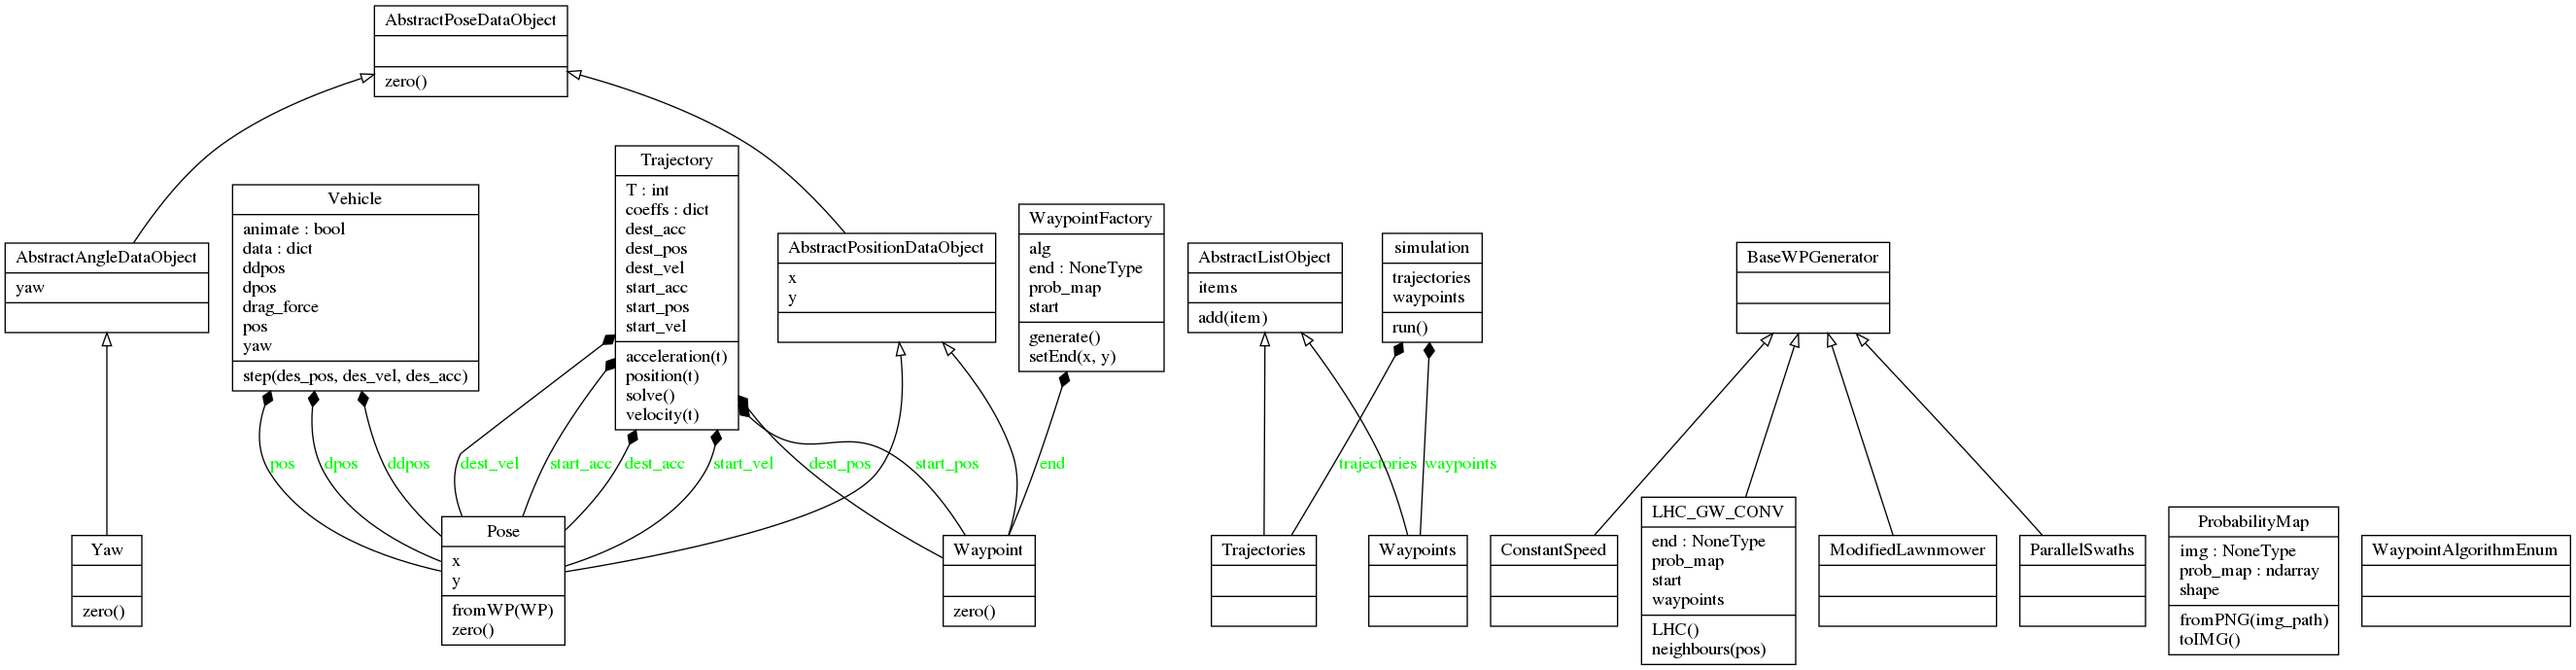 AbstractPoseDataObject
zero()
AbstractAngleDataObject
yaw
Vehicle
animate : bool
data : dict
ddpos
dpos
drag_force
pos
yaw
step(des_pos, des_vel, des_acc)
Trajectory
T : int
coeffs : dict
dest_acc
dest_pos
dest_vel
start_acc
start_pos
start_vel
acceleration(t)
position(t)
solve()
velocity(t)
AbstractPositionDataObject
x
y
WaypointFactory
alg
end : NoneType
prob_map
start
generate()
setEnd(x, y)
AbstractListObject
items
add(item)
simulation
trajectories
waypoints
run()
BaseWPGenerator
pos
dpos
ddpos
dest_vel
start_acc
dest_acc
start_vel
dest_pos
start_pos
end
trajectories
waypoints
Yaw
zero()
Pose
x
y
fromWP(WP)
zero()
Waypoint
zero()
Trajectories
Waypoints
ConstantSpeed
LHC_GW_CONV
end : NoneType
prob_map
start
waypoints
LHC()
neighbours(pos)
ModifiedLawnmower
ParallelSwaths
ProbabilityMap
img : NoneType
prob_map : ndarray
shape
fromPNG(img_path)
toIMG()
WaypointAlgorithmEnum